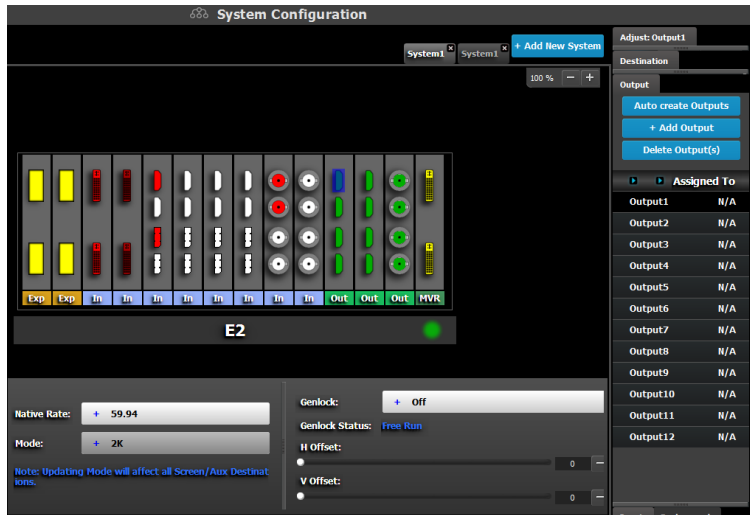 System Configuration
System1
System1
+ Add New System
100 %
Exp Exp In In In In In In In In Out Out Out MVR
E2
Native Rate: + 59.94
Mode: + 2K
Note: Updating Mode will affect all Screen/Aux Destinat
ions.
Genlock: + Off
Genlock Status: Free Run
H Offset:
0
V Offset:
0
Adjust: Output1
Destination
Output
Auto create Outputs
+ Add Output
Delete Output(s)
Assigned To
Output1 N/A
Output2 N/A
Output3 N/A
Output4 N/A
Output5 N/A
Output6 N/A
Output7 N/A
Output8 N/A
Output9 N/A
Output10 N/A
Output11 N/A
Output12 N/A